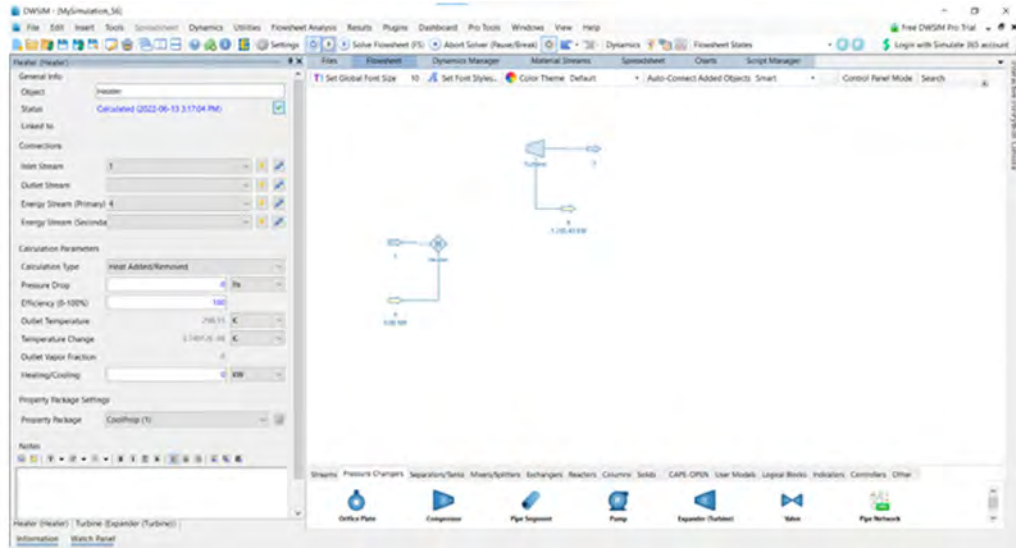 DWSIM - [MySimulation_56]
File Edit Insert Tools Spreadsheet Dynamics Utilities Flowsheet Analysis Results Plugins Dashboard Pro Tools Windows View Help Free DWSIM Pro Trial
Settings Solve Flowsheet (F5) Abort Solver (Pause/Break) Dynamics Flowsheet States Login with Simulate 365 account
Heater (Heater)
Files Flowsheet Dynamics Manager Material Streams Spreadsheet Charts Script Manager
General Info
Set Global Font Size 10 Set Font Styles... Color Theme Default Auto-Connect Added Objects Smart Control Panel Mode Search
Object Heater
Status Calculated (2022-06-13 3:17:04 PM)
Linked to
Connections
Inlet Stream 1
Outlet Stream
Energy Stream (Primary) 4
Energy Stream (Seconda
Turbine
Heater
Calculation Parameters
Calculation Type Heat Added/Removed
Pressure Drop 0 Pa
Efficiency (0-100%) 100
Outlet Temperature 298.15 K
Temperature Change K
Outlet Vapor Fraction
Heating/Cooling 0 kW
Property Package Settings
Property Package CoolProp (1)
Notes
Streams Pressure Changers Separators/Tanks Mixers/Splitters Exchangers Reactors Columns Solids CAPE-OPEN User Models Logical Blocks Indicators Controllers Other
Orifice Plate Compressor Pipe Segment Pump Expander (Turbine) Valve Pipe Network
Heater (Heater) Turbine (Expander (Turbine))
Information Watch Panel